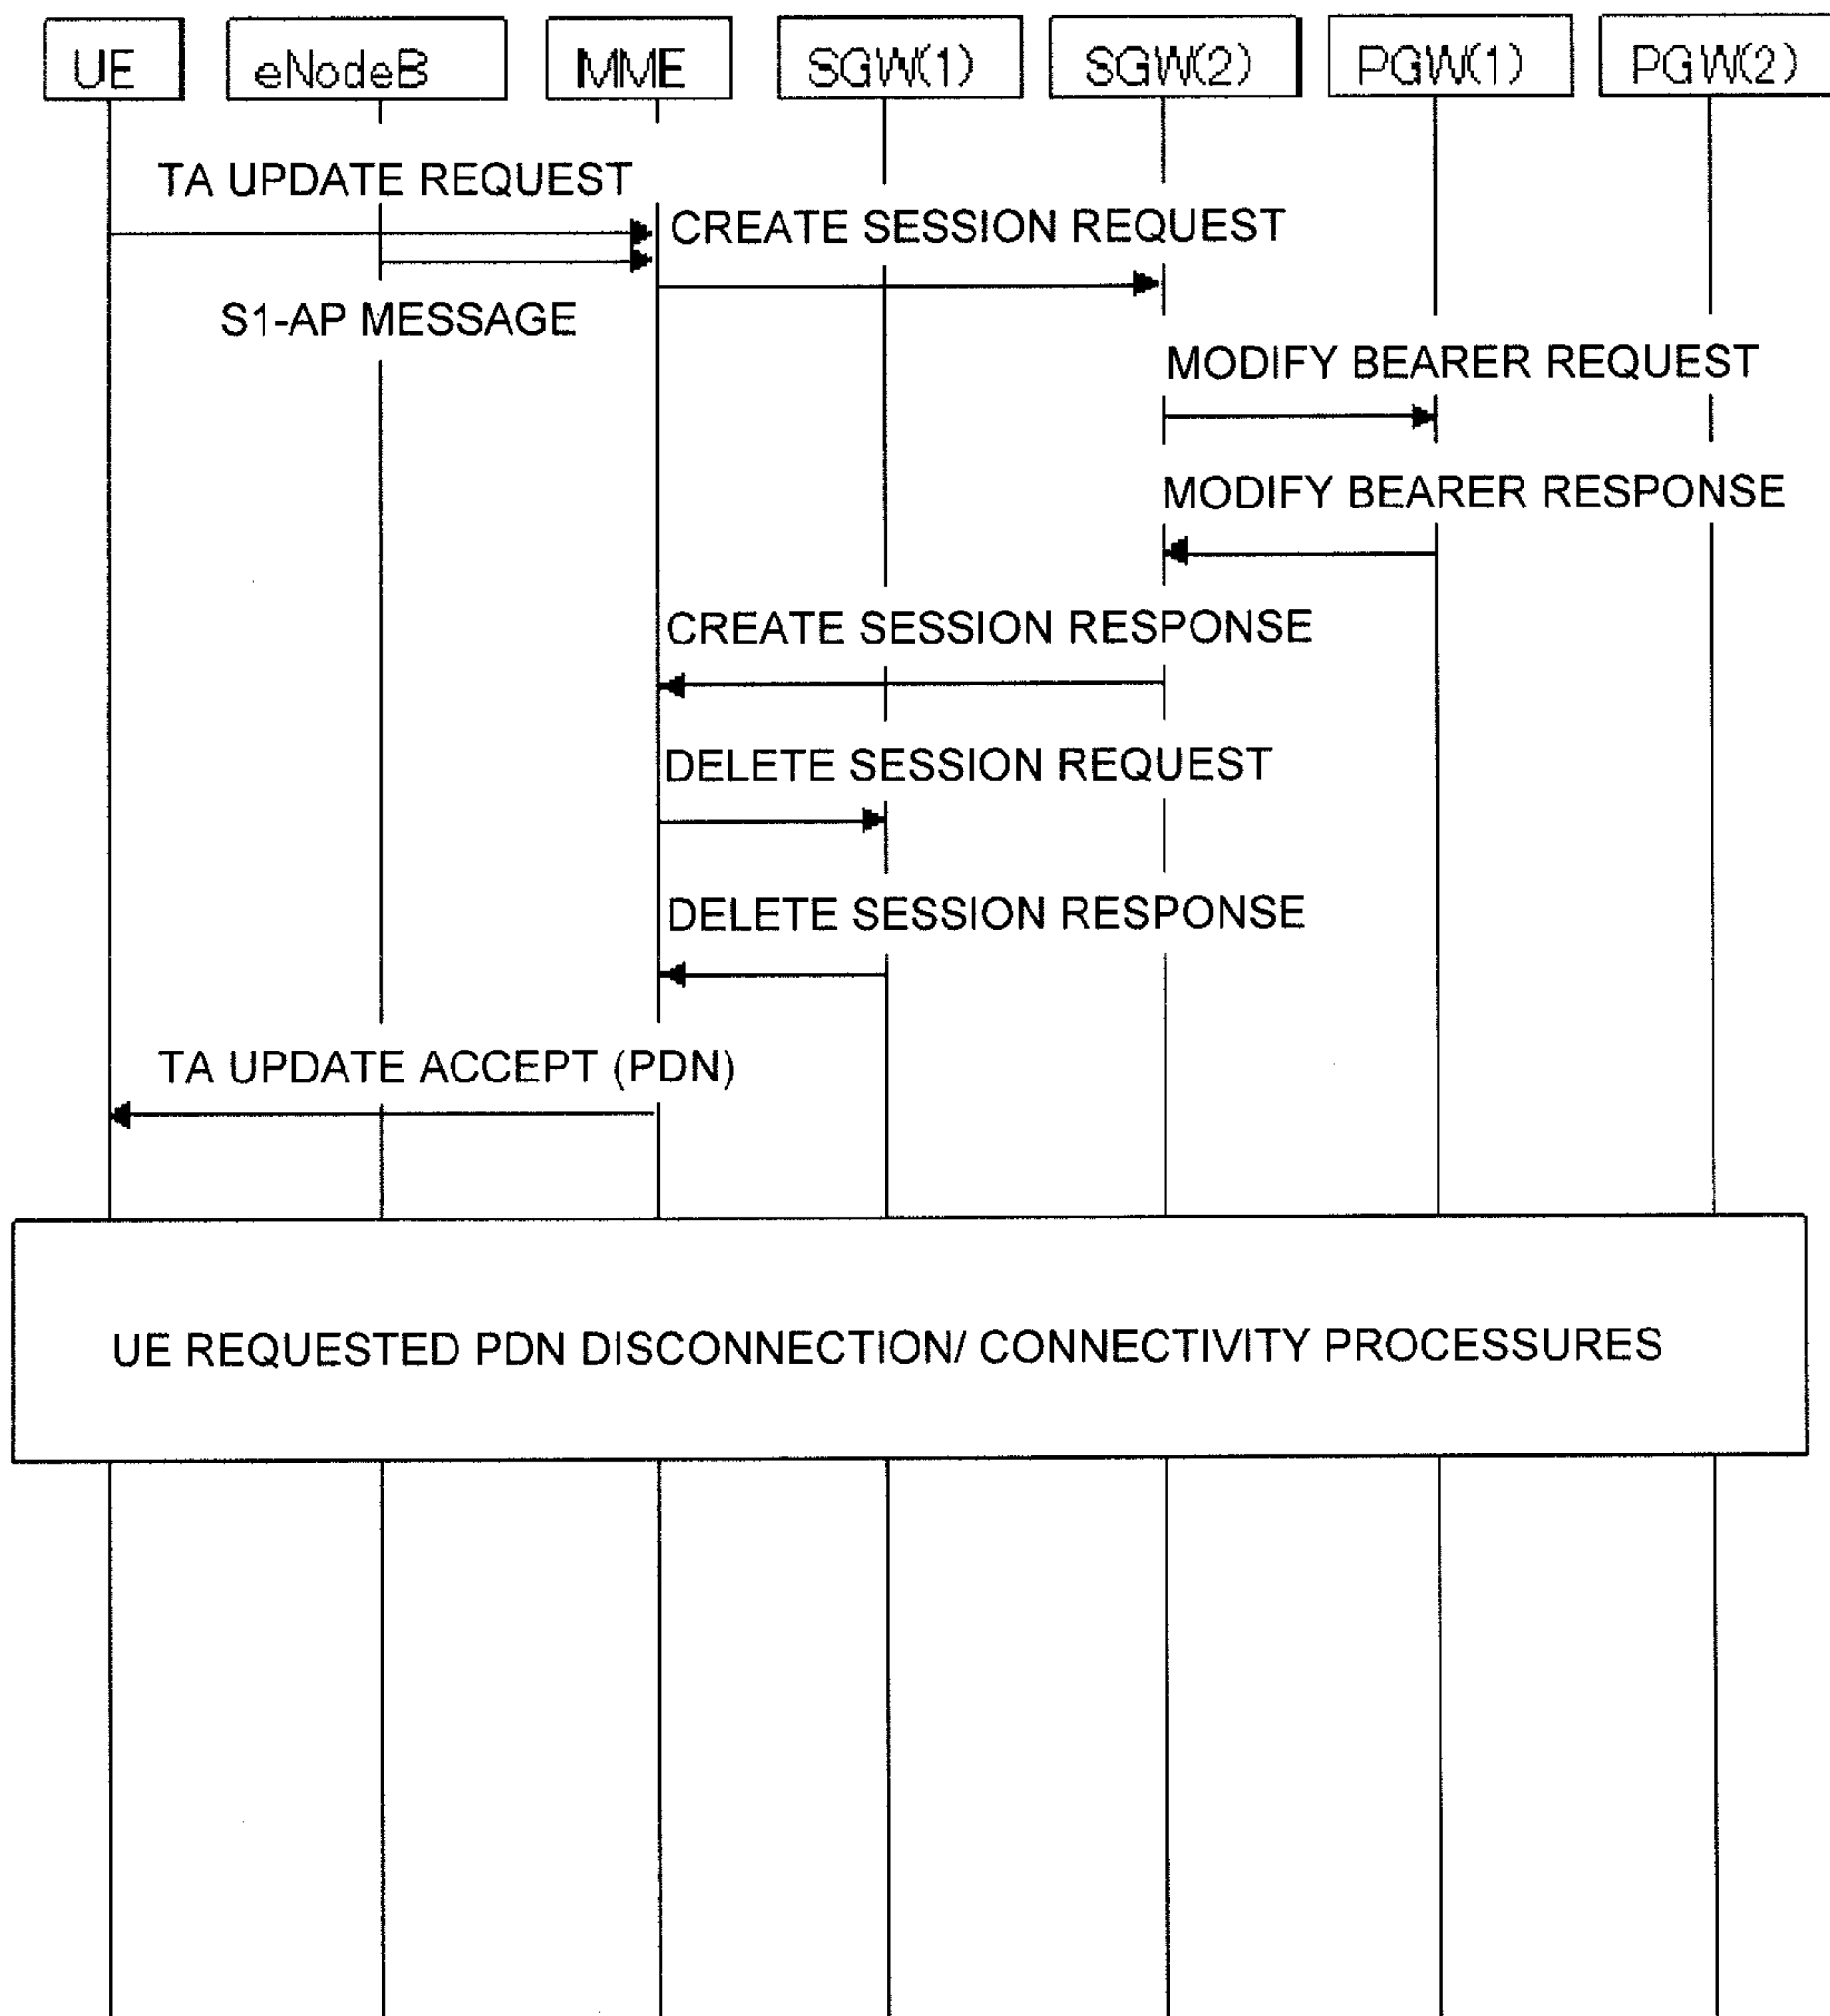 UE eNodeB MME SGW(1) SGW(2) PGW(1) PGW(2)
TA UPDATE REQUEST
CREATE SESSION REQUEST
S1-AP MESSAGE
MODIFY BEARER REQUEST
MODIFY BEARER RESPONSE
CREATE SESSION RESPONSE
DELETE SESSION REQUEST
DELETE SESSION RESPONSE
TA UPDATE ACCEPT (PDN)
UE REQUESTED PDN DISCONNECTION/ CONNECTIVITY PROCESSURES